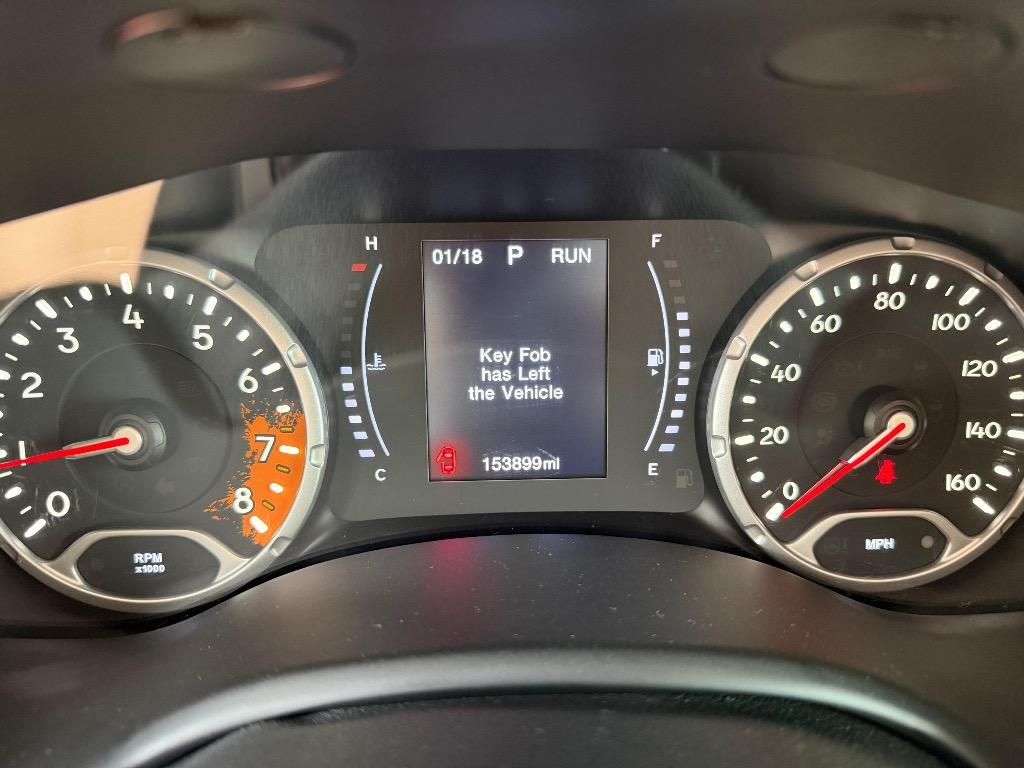 H
C
01/18 P RUN
Key Fob
has Left
the Vehicle
153899mi
F
E
0
1
2
3
4
5
6
7
8
RPM
x1000
0
20
40
60
80
100
120
140
160
MPH